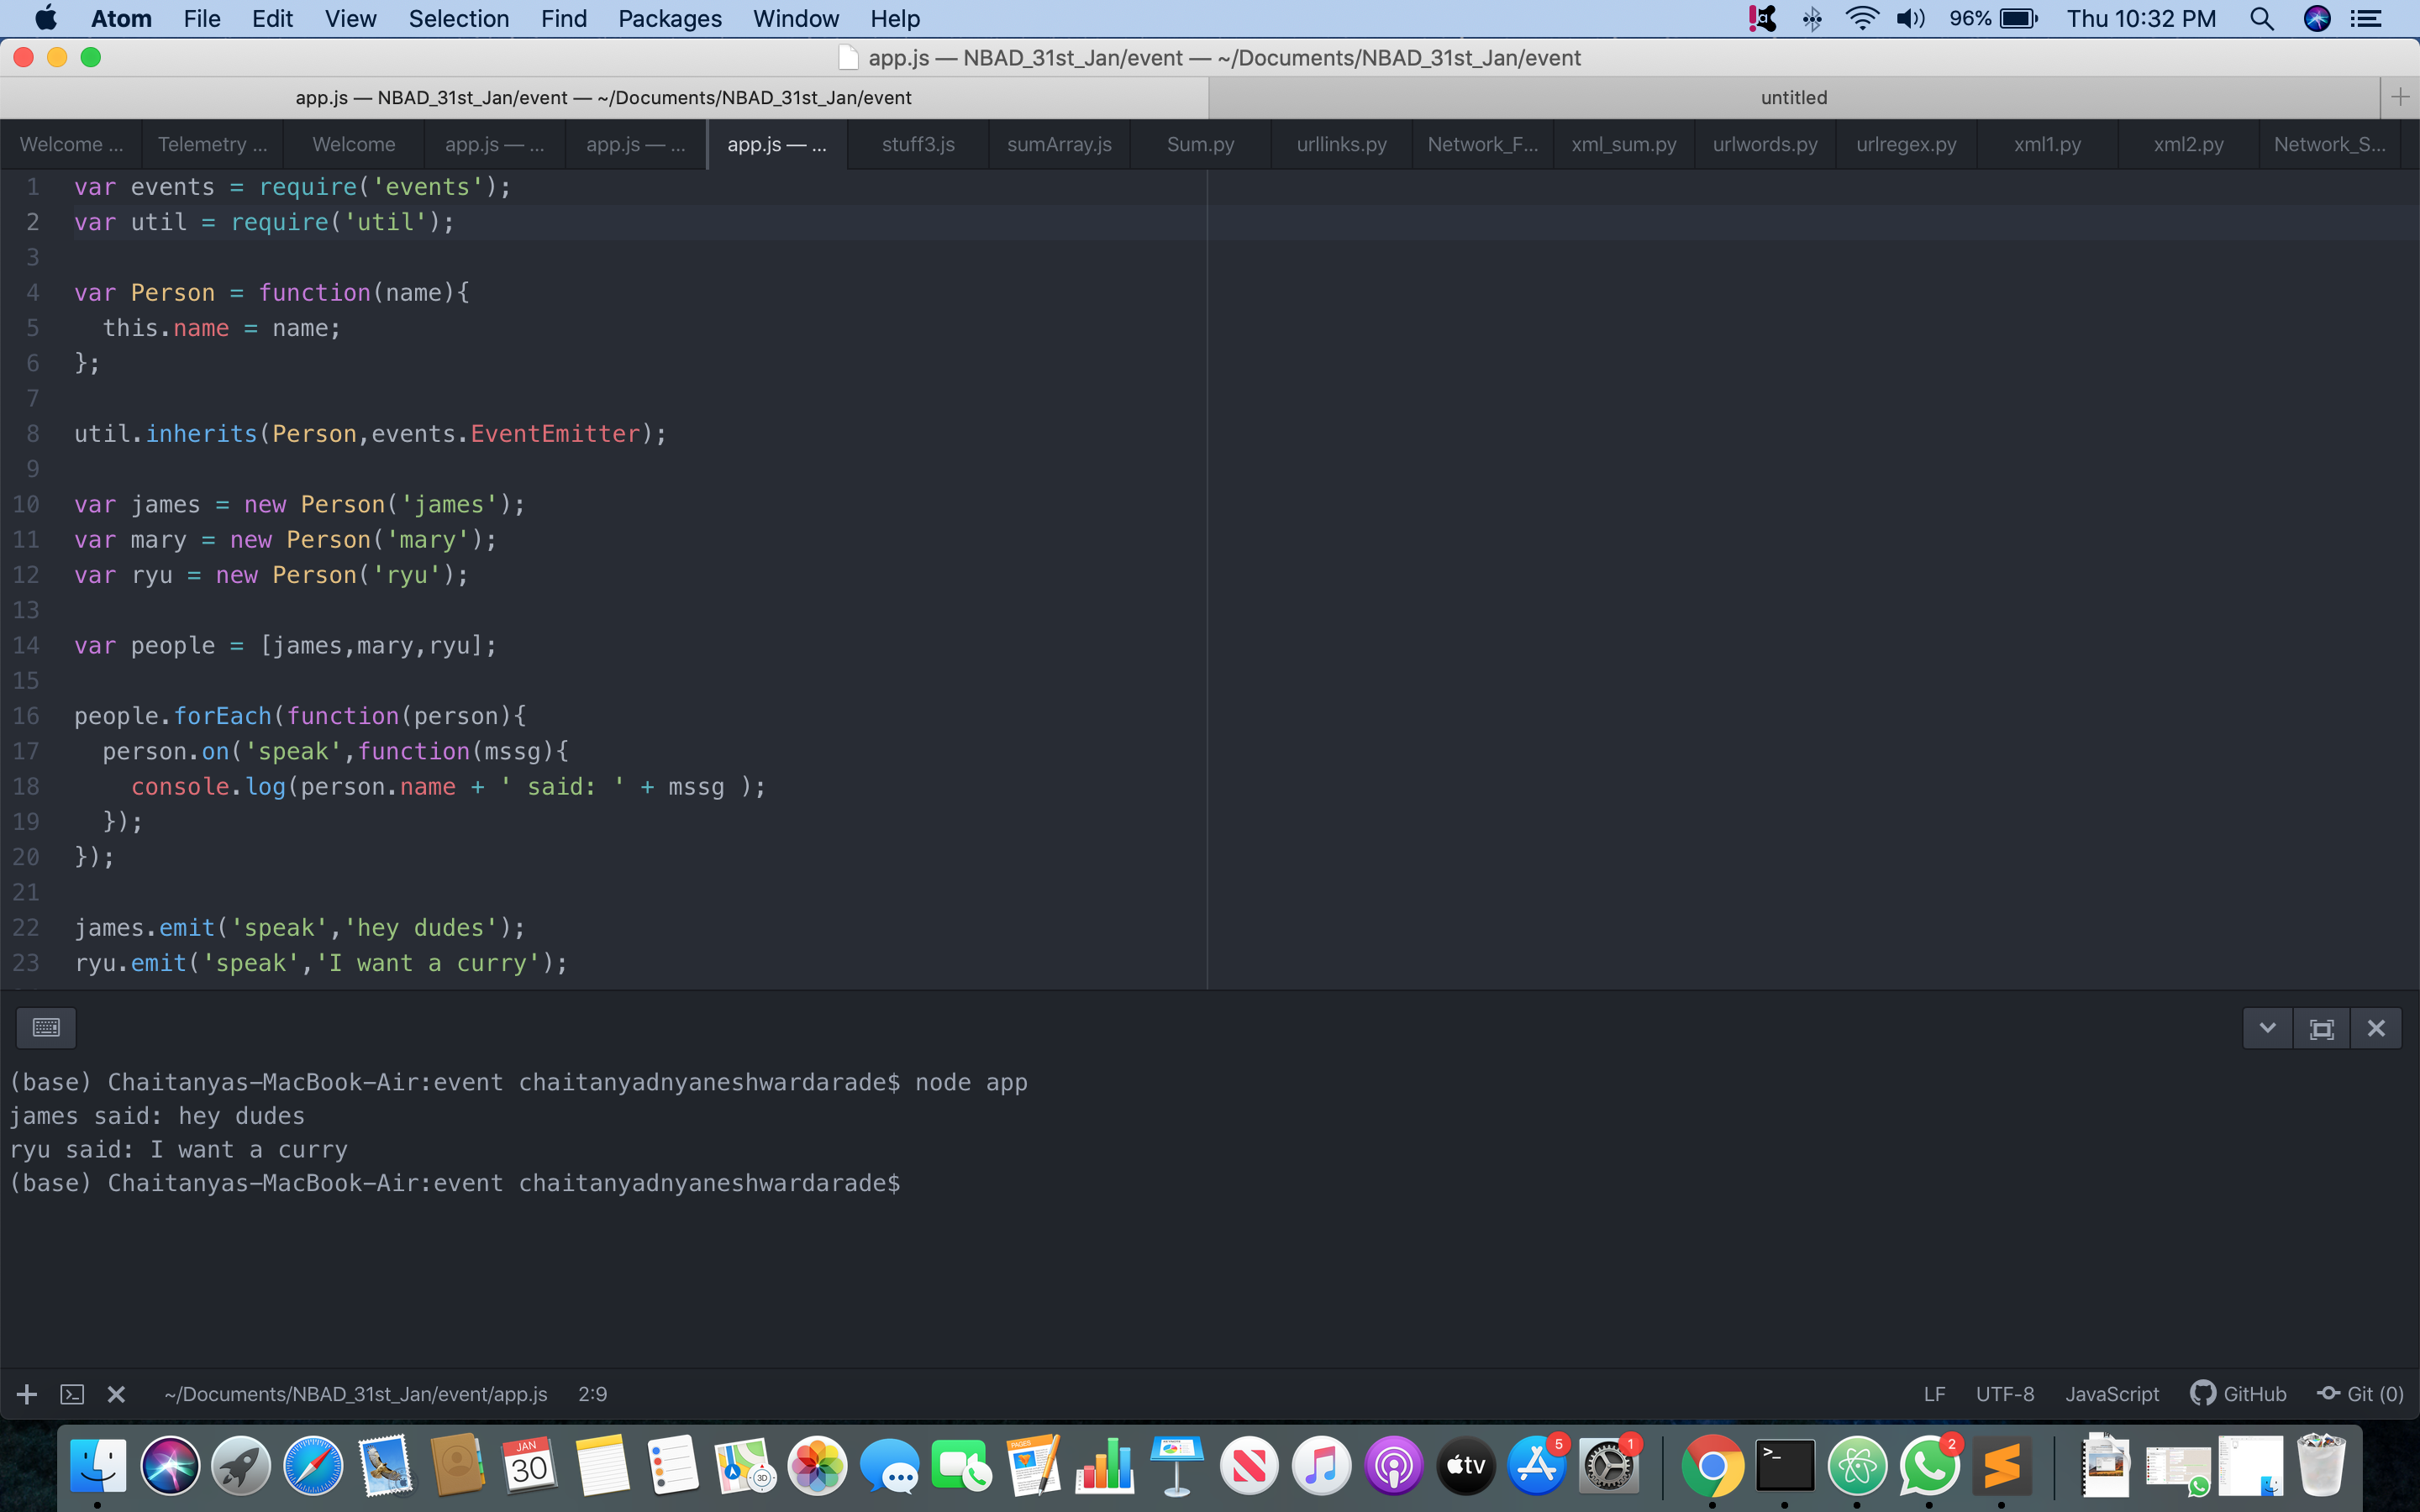 Atom File Edit View Selection Find Packages Window Help 96% Thu 10:32 PM
app.js — NBAD_31st_Jan/event — ~/Documents/NBAD_31st_Jan/event
app.js — NBAD_31st_Jan/event — ~/Documents/NBAD_31st_Jan/event untitled
Welcome ... Telemetry ... Welcome app.js — ... app.js — ... app.js — ... stuff3.js sumArray.js Sum.py urllinks.py Network_F... xml_sum.py urlwords.py urlregex.py xml1.py xml2.py Network_S...
1 var events = require('events');
2 var util = require('util');
3
4 var Person = function(name){
5 this.name = name;
6 };
7
8 util.inherits(Person,events.EventEmitter);
9
10 var james = new Person('james');
11 var mary = new Person('mary');
12 var ryu = new Person('ryu');
13
14 var people = [james,mary,ryu];
15
16 people.forEach(function(person){
17 person.on('speak',function(mssg){
18 console.log(person.name + ' said: ' + mssg );
19 });
20 });
21
22 james.emit('speak','hey dudes');
23 ryu.emit('speak','I want a curry');
(base) Chaitanyas-MacBook-Air:event chaitanyadnyaneshwardarade$ node app
james said: hey dudes
ryu said: I want a curry
(base) Chaitanyas-MacBook-Air:event chaitanyadnyaneshwardarade$
~/Documents/NBAD_31st_Jan/event/app.js 2:9 LF UTF-8 JavaScript GitHub Git (0)
JAN
30
3D
PAGES
tv
5
1
>_
2